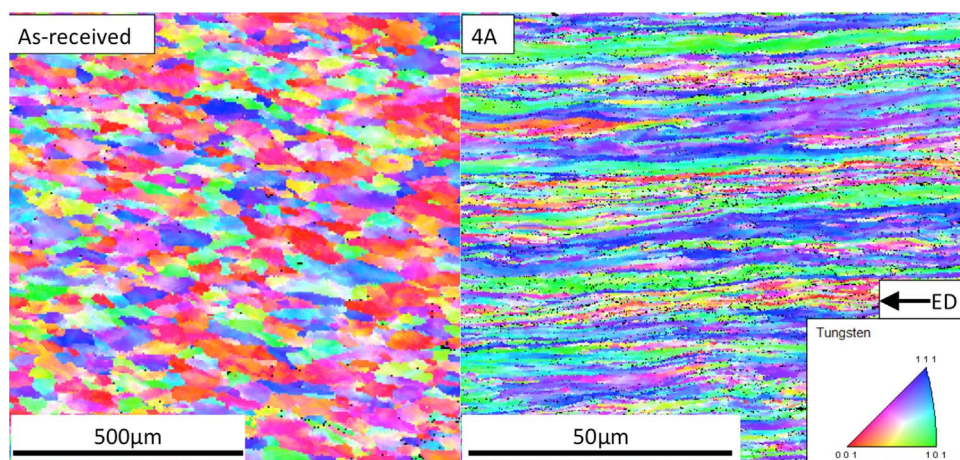 As-received
4A
ED
Tungsten
1 1 1
0 0 1
1 0 1
500μm
50μm